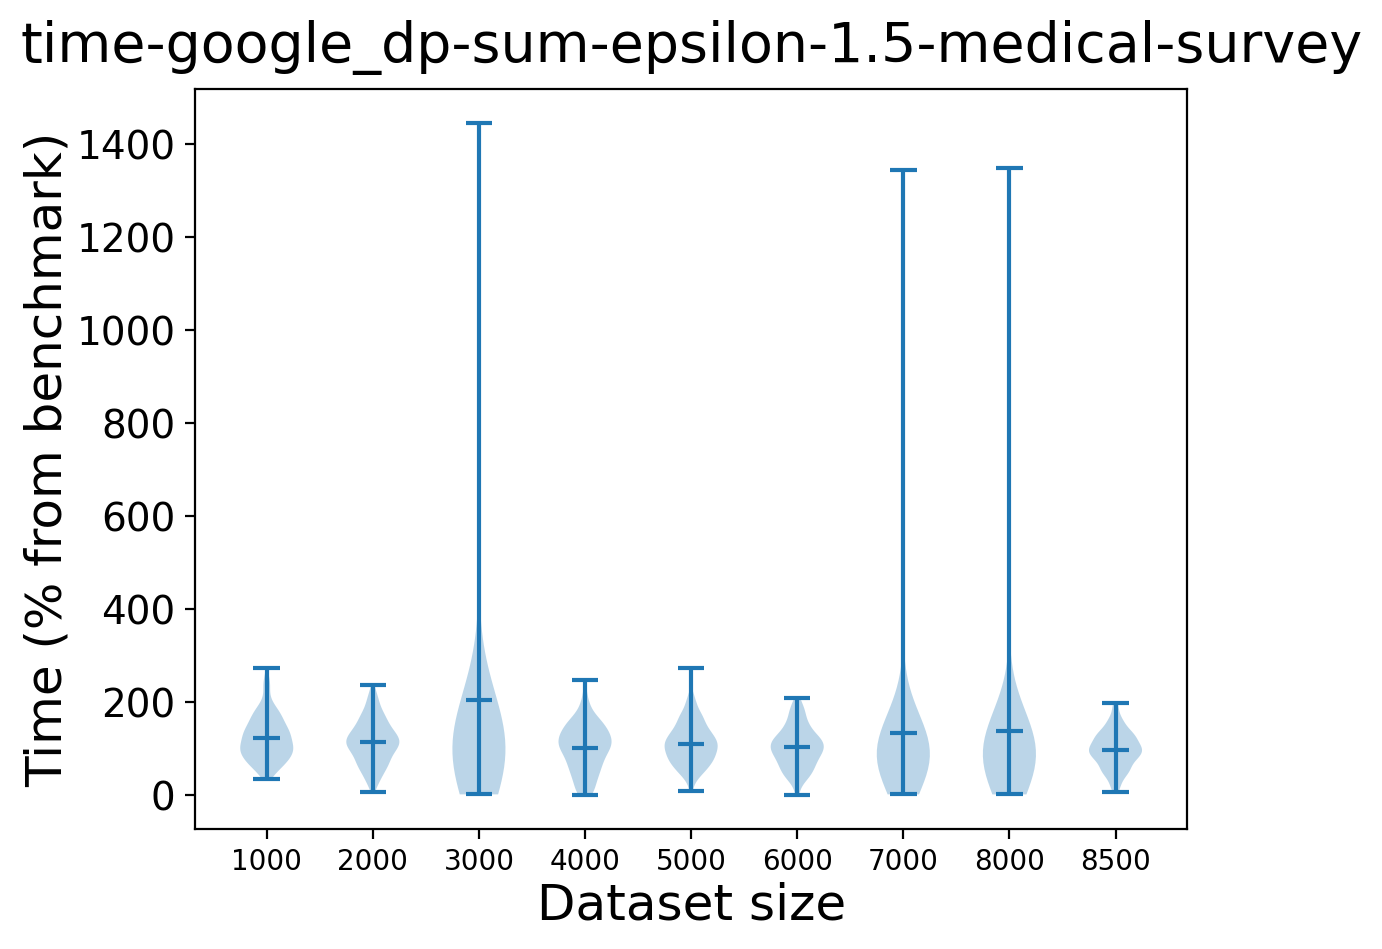 time-google_dp-sum-epsilon-1.5-medical-survey
Time (% from benchmark)
1400
1200
1000
800
600
400
200
0
1000 2000 3000 4000 5000 6000 7000 8000 8500
Dataset size